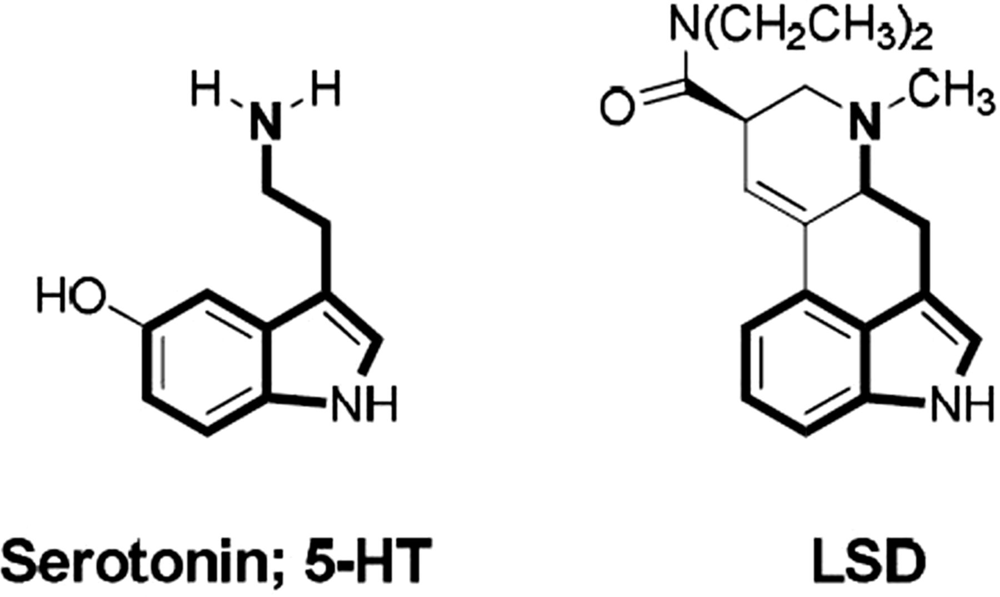 H H
N
HO
NH
Serotonin; 5-HT
N(CH₂CH₃)₂
O
N CH₃
NH
LSD